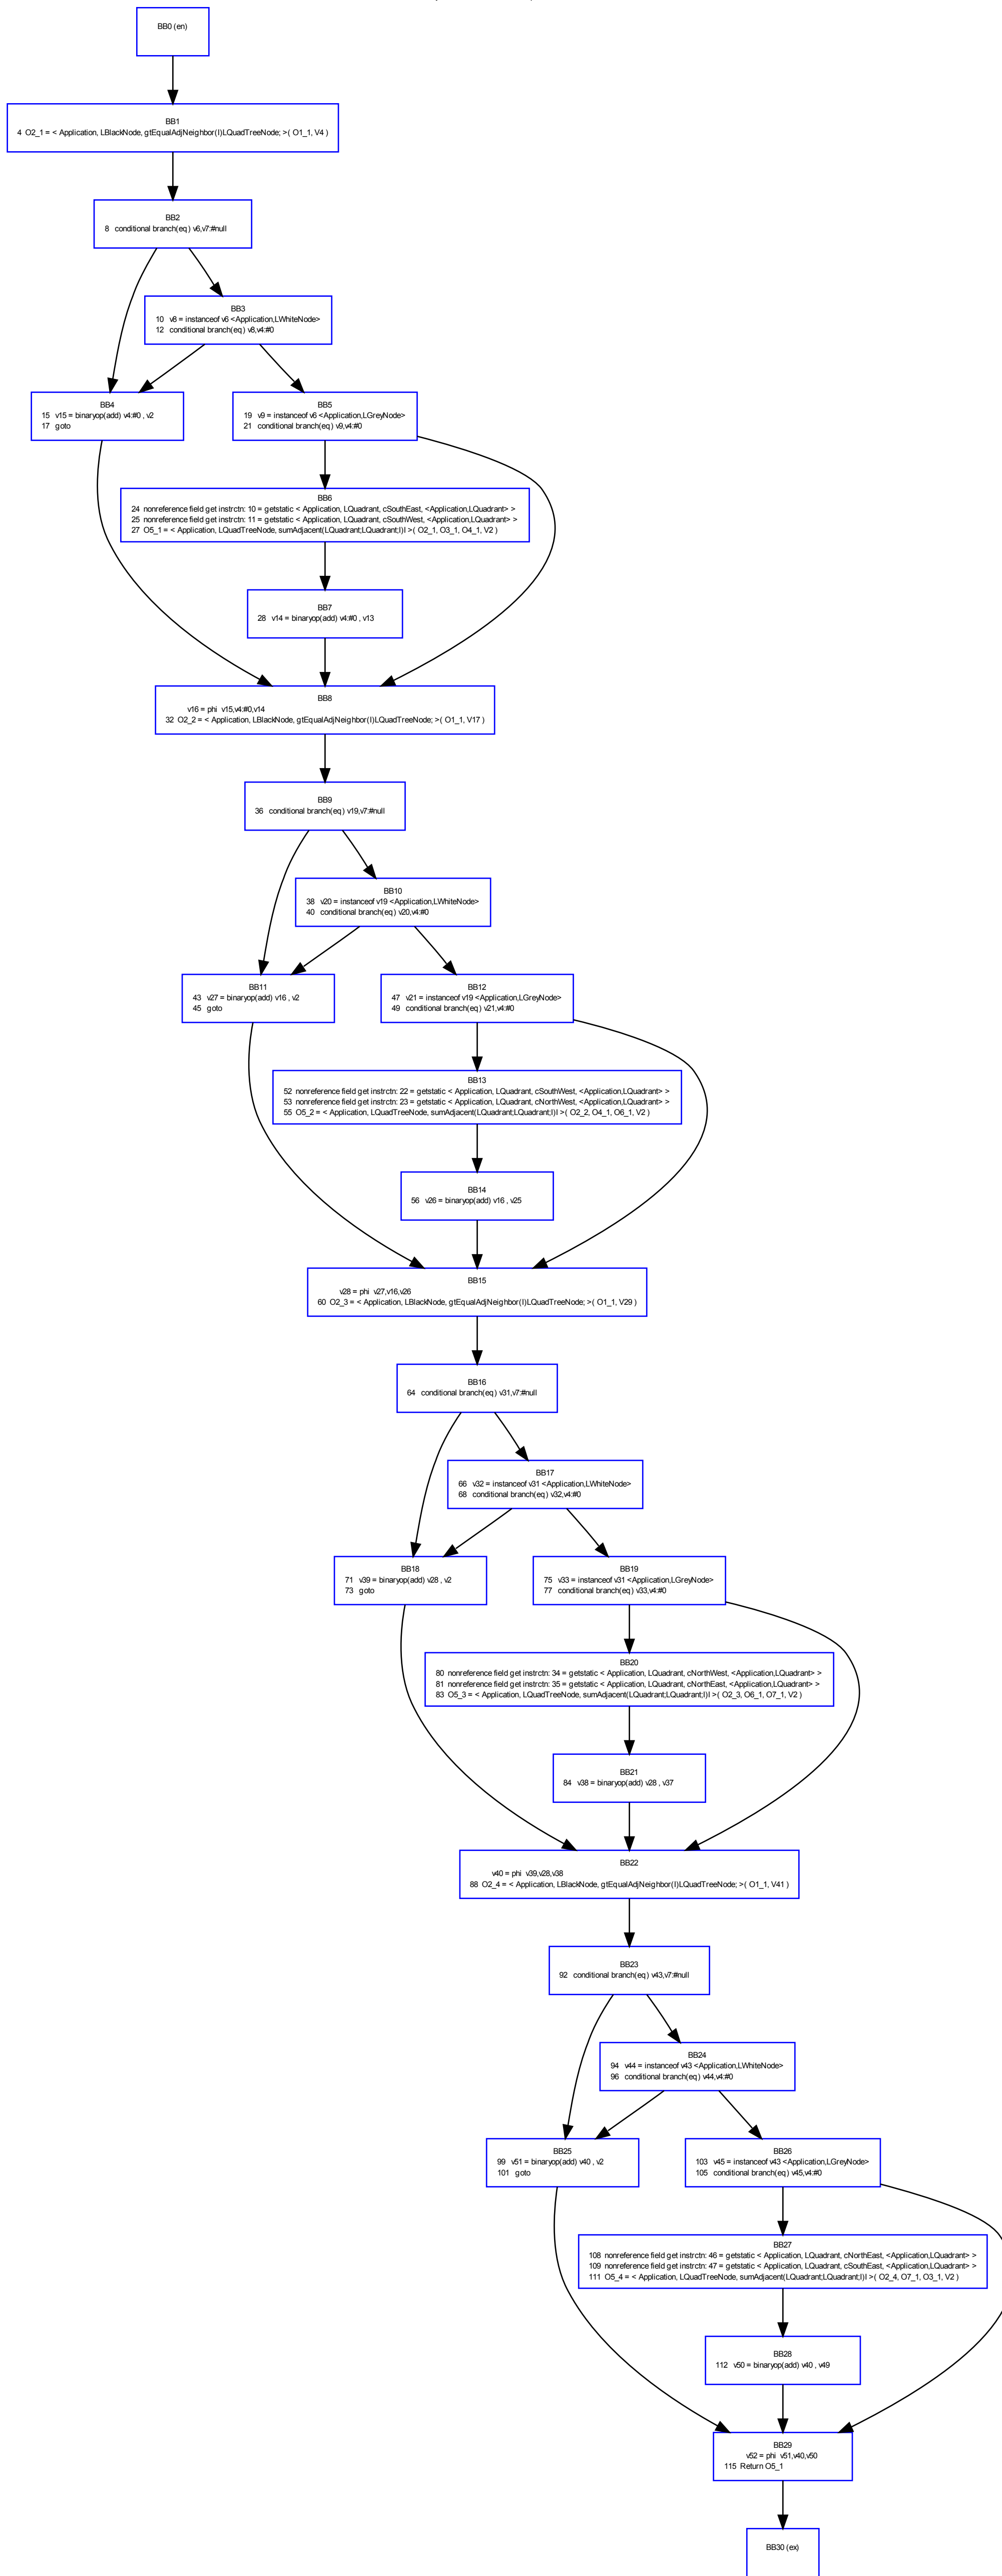 BB0 (en)
BB1
4 O2_1 = < Application, LBlackNode, gtEqualAdjNeighbor(I)LQuadTreeNode; >( O1_1, V4 )
BB2
8 conditional branch(eq) v6,v7:#null
BB3
10 v8 = instanceof v6 <Application,LWhiteNode>
12 conditional branch(eq) v8,v4:#0
BB4
15 v15 = binaryop(add) v4:#0 , v2
17 goto
BB5
19 v9 = instanceof v6 <Application,LGreyNode>
21 conditional branch(eq) v9,v4:#0
BB6
24 nonreference field get instrctn: 10 = getstatic < Application, LQuadrant, cSouthEast, <Application,LQuadrant> >
25 nonreference field get instrctn: 11 = getstatic < Application, LQuadrant, cSouthWest, <Application,LQuadrant> >
27 O5_1 = < Application, LQuadTreeNode, sumAdjacent(LQuadrant;LQuadrant;I)I >( O2_1, O3_1, O4_1, V2 )
BB7
28 v14 = binaryop(add) v4:#0 , v13
BB8
v16 = phi v15,v4:#0,v14
32 O2_2 = < Application, LBlackNode, gtEqualAdjNeighbor(I)LQuadTreeNode; >( O1_1, V17 )
BB9
36 conditional branch(eq) v19,v7:#null
BB10
38 v20 = instanceof v19 <Application,LWhiteNode>
40 conditional branch(eq) v20,v4:#0
BB11
43 v27 = binaryop(add) v16 , v2
45 goto
BB12
47 v21 = instanceof v19 <Application,LGreyNode>
49 conditional branch(eq) v21,v4:#0
BB13
52 nonreference field get instrctn: 22 = getstatic < Application, LQuadrant, cSouthWest, <Application,LQuadrant> >
53 nonreference field get instrctn: 23 = getstatic < Application, LQuadrant, cNorthWest, <Application,LQuadrant> >
55 O5_2 = < Application, LQuadTreeNode, sumAdjacent(LQuadrant;LQuadrant;I)I >( O2_2, O4_1, O6_1, V2 )
BB14
56 v26 = binaryop(add) v16 , v25
BB15
v28 = phi v27,v16,v26
60 O2_3 = < Application, LBlackNode, gtEqualAdjNeighbor(I)LQuadTreeNode; >( O1_1, V29 )
BB16
64 conditional branch(eq) v31,v7:#null
BB17
66 v32 = instanceof v31 <Application,LWhiteNode>
68 conditional branch(eq) v32,v4:#0
BB18
71 v39 = binaryop(add) v28 , v2
73 goto
BB19
75 v33 = instanceof v31 <Application,LGreyNode>
77 conditional branch(eq) v33,v4:#0
BB20
80 nonreference field get instrctn: 34 = getstatic < Application, LQuadrant, cNorthWest, <Application,LQuadrant> >
81 nonreference field get instrctn: 35 = getstatic < Application, LQuadrant, cNorthEast, <Application,LQuadrant> >
83 O5_3 = < Application, LQuadTreeNode, sumAdjacent(LQuadrant;LQuadrant;I)I >( O2_3, O6_1, O7_1, V2 )
BB21
84 v38 = binaryop(add) v28 , v37
BB22
v40 = phi v39,v28,v38
88 O2_4 = < Application, LBlackNode, gtEqualAdjNeighbor(I)LQuadTreeNode; >( O1_1, V41 )
BB23
92 conditional branch(eq) v43,v7:#null
BB24
94 v44 = instanceof v43 <Application,LWhiteNode>
96 conditional branch(eq) v44,v4:#0
BB25
99 v51 = binaryop(add) v40 , v2
101 goto
BB26
103 v45 = instanceof v43 <Application,LGreyNode>
105 conditional branch(eq) v45,v4:#0
BB27
108 nonreference field get instrctn: 46 = getstatic < Application, LQuadrant, cNorthEast, <Application,LQuadrant> >
109 nonreference field get instrctn: 47 = getstatic < Application, LQuadrant, cSouthEast, <Application,LQuadrant> >
111 O5_4 = < Application, LQuadTreeNode, sumAdjacent(LQuadrant;LQuadrant;I)I >( O2_4, O7_1, O3_1, V2 )
BB28
112 v50 = binaryop(add) v40 , v49
BB29
v52 = phi v51,v40,v50
115 Return O5_1
BB30 (ex)